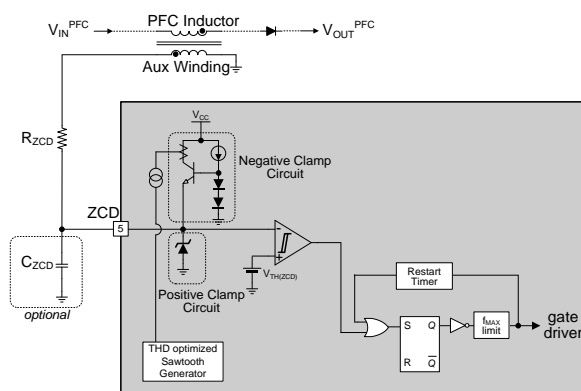 V_IN^PFC
PFC Inductor
V_OUT^PFC
Aux Winding
R_ZCD
V_CC
Negative Clamp
Circuit
ZCD
5
C_ZCD
optional
Positive Clamp
Circuit
V_TH(ZCD)
THD optimized
Sawtooth
Generator
Restart
Timer
S
Q
R
Q̅
f_MAX
limit
gate
driver
-
+